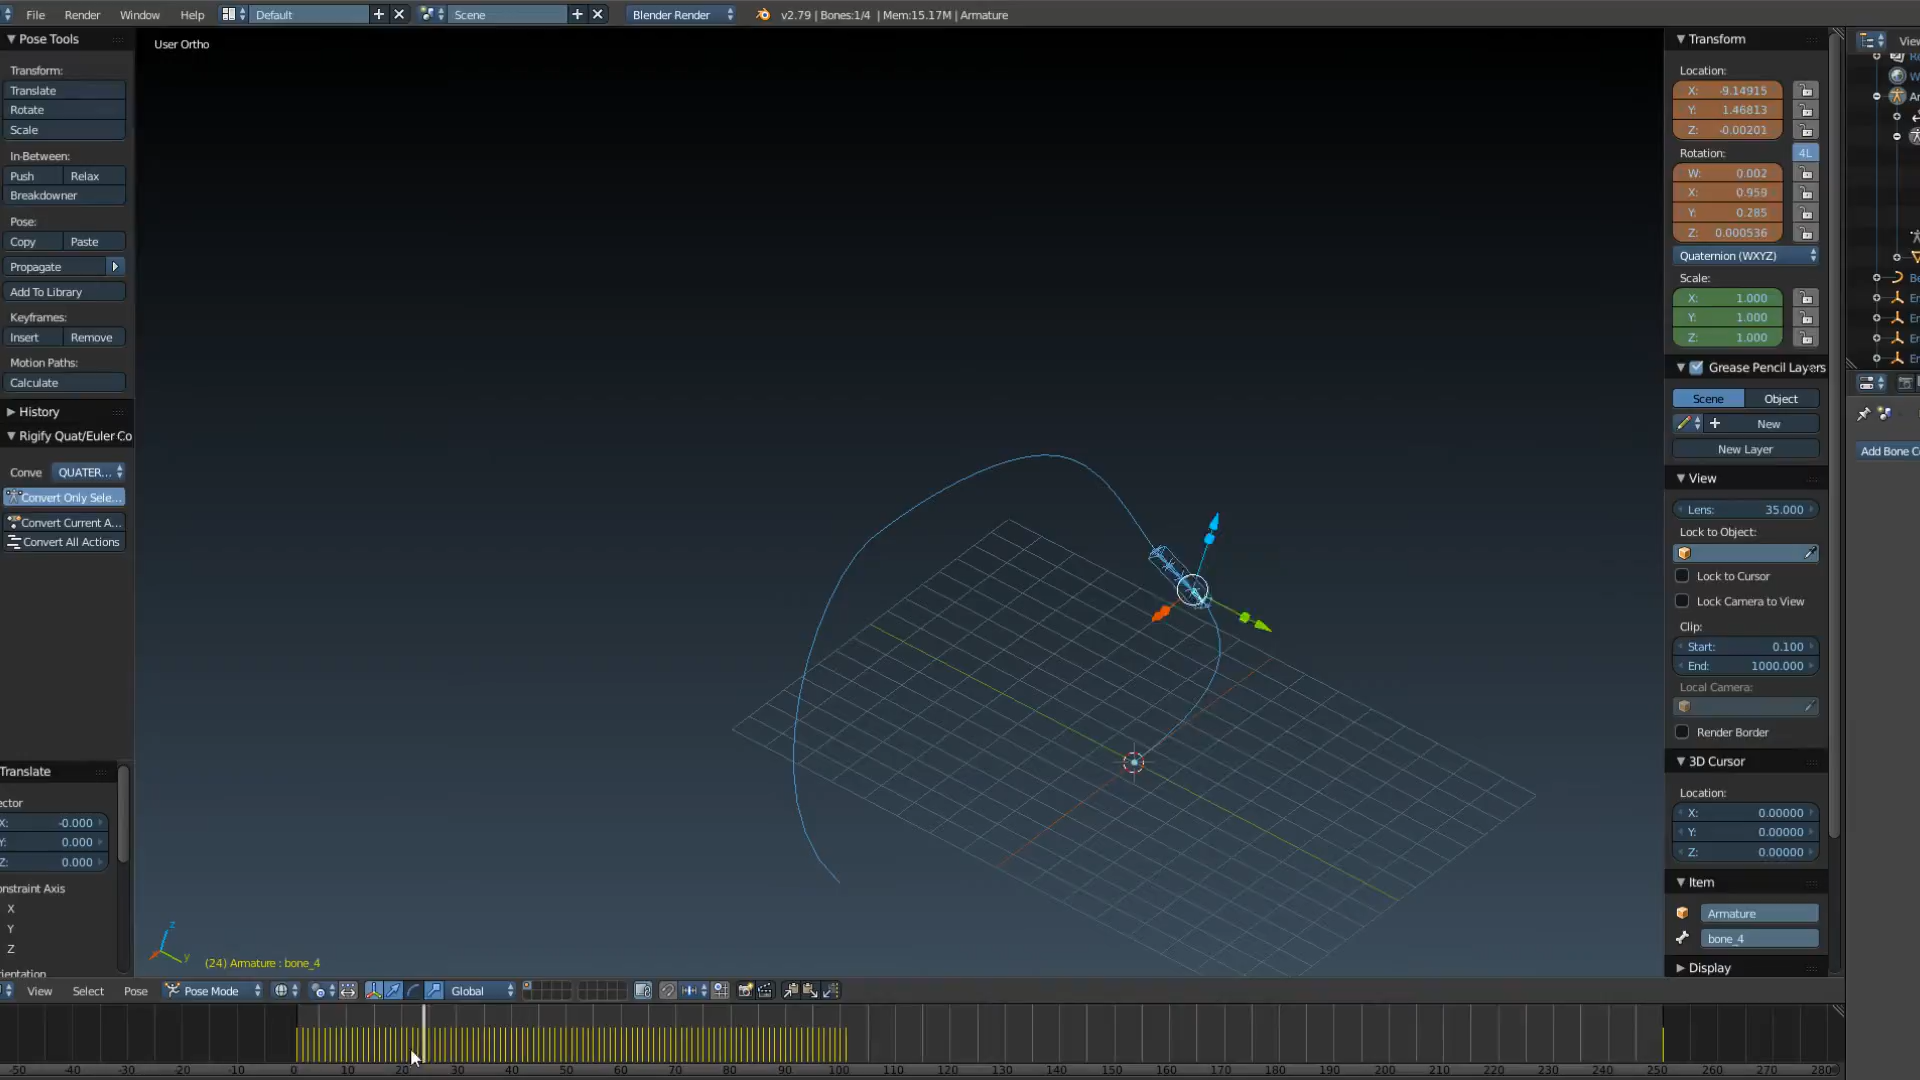 File Render Window Help Default Scene Blender Render v2.79 | Bones:1/4 | Mem:15.17M | Armature
Pose Tools
Transform:
Translate
Rotate
Scale
In-Between:
Push Relax
Breakdowner
Pose:
Copy Paste
Propagate
Add To Library
Keyframes:
Insert Remove
Motion Paths:
Calculate
History
Rigify Quat/Euler Co
Conve QUATER...
Convert Only Sele...
Convert Current A...
Convert All Actions
Translate
ector
X: -0.000
Y: 0.000
Z: 0.000
onstraint Axis
X
Y
Z
ientation
User Ortho
z
y
(24) Armature : bone_4
Transform
Location:
X: -9.14915
Y: 1.46813
Z: -0.00201
Rotation: 4L
W: 0.002
X: 0.959
Y: 0.285
Z: 0.000536
Quaternion (WXYZ)
Scale:
X: 1.000
Y: 1.000
Z: 1.000
Grease Pencil Layers
Scene Object
New
New Layer
View
Lens: 35.000
Lock to Object:
Lock to Cursor
Lock Camera to View
Clip:
Start: 0.100
End: 1000.000
Local Camera:
Render Border
3D Cursor
Location:
X: 0.00000
Y: 0.00000
Z: 0.00000
Item
Armature
bone_4
Display
View
Re
W
Ar
Be
Em
Em
Em
Em
Add Bone C
View Select Pose Pose Mode Global
-50 -40 -30 -20 -10 0 10 20 30 40 50 60 70 80 90 100 110 120 130 140 150 160 170 180 190 200 210 220 230 240 250 260 270 280